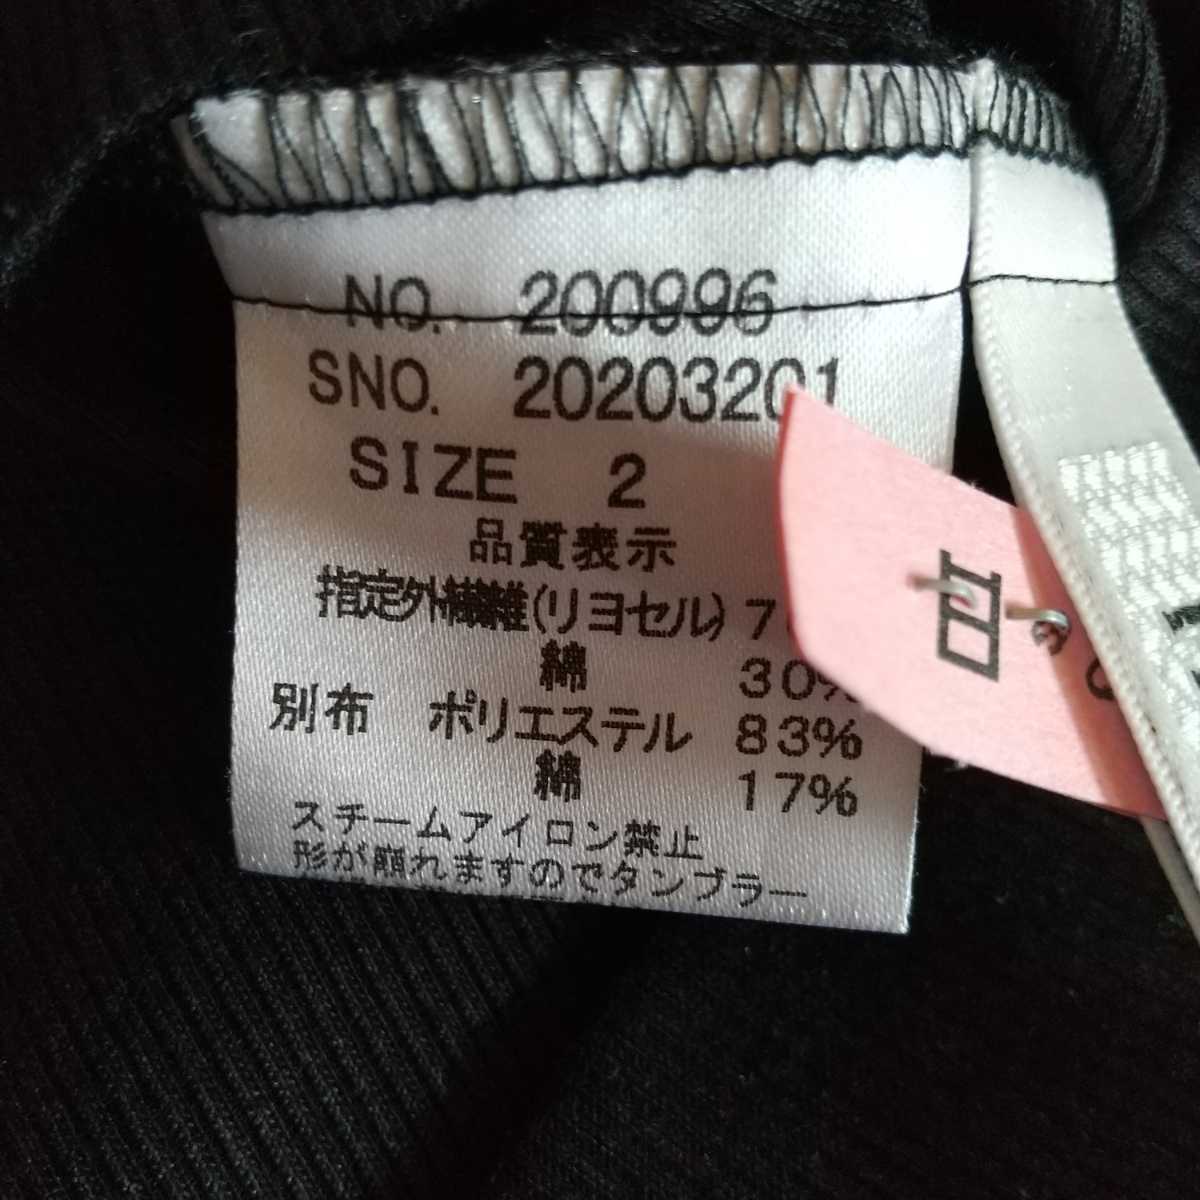 NO. 200996
SNO. 20203201
SIZE 2
品質表示
指定外繊維(リヨセル) 7
綿 30%
別布 ポリエステル 83%
綿 17%
スチームアイロン禁止
形が崩れますのでタンブラー